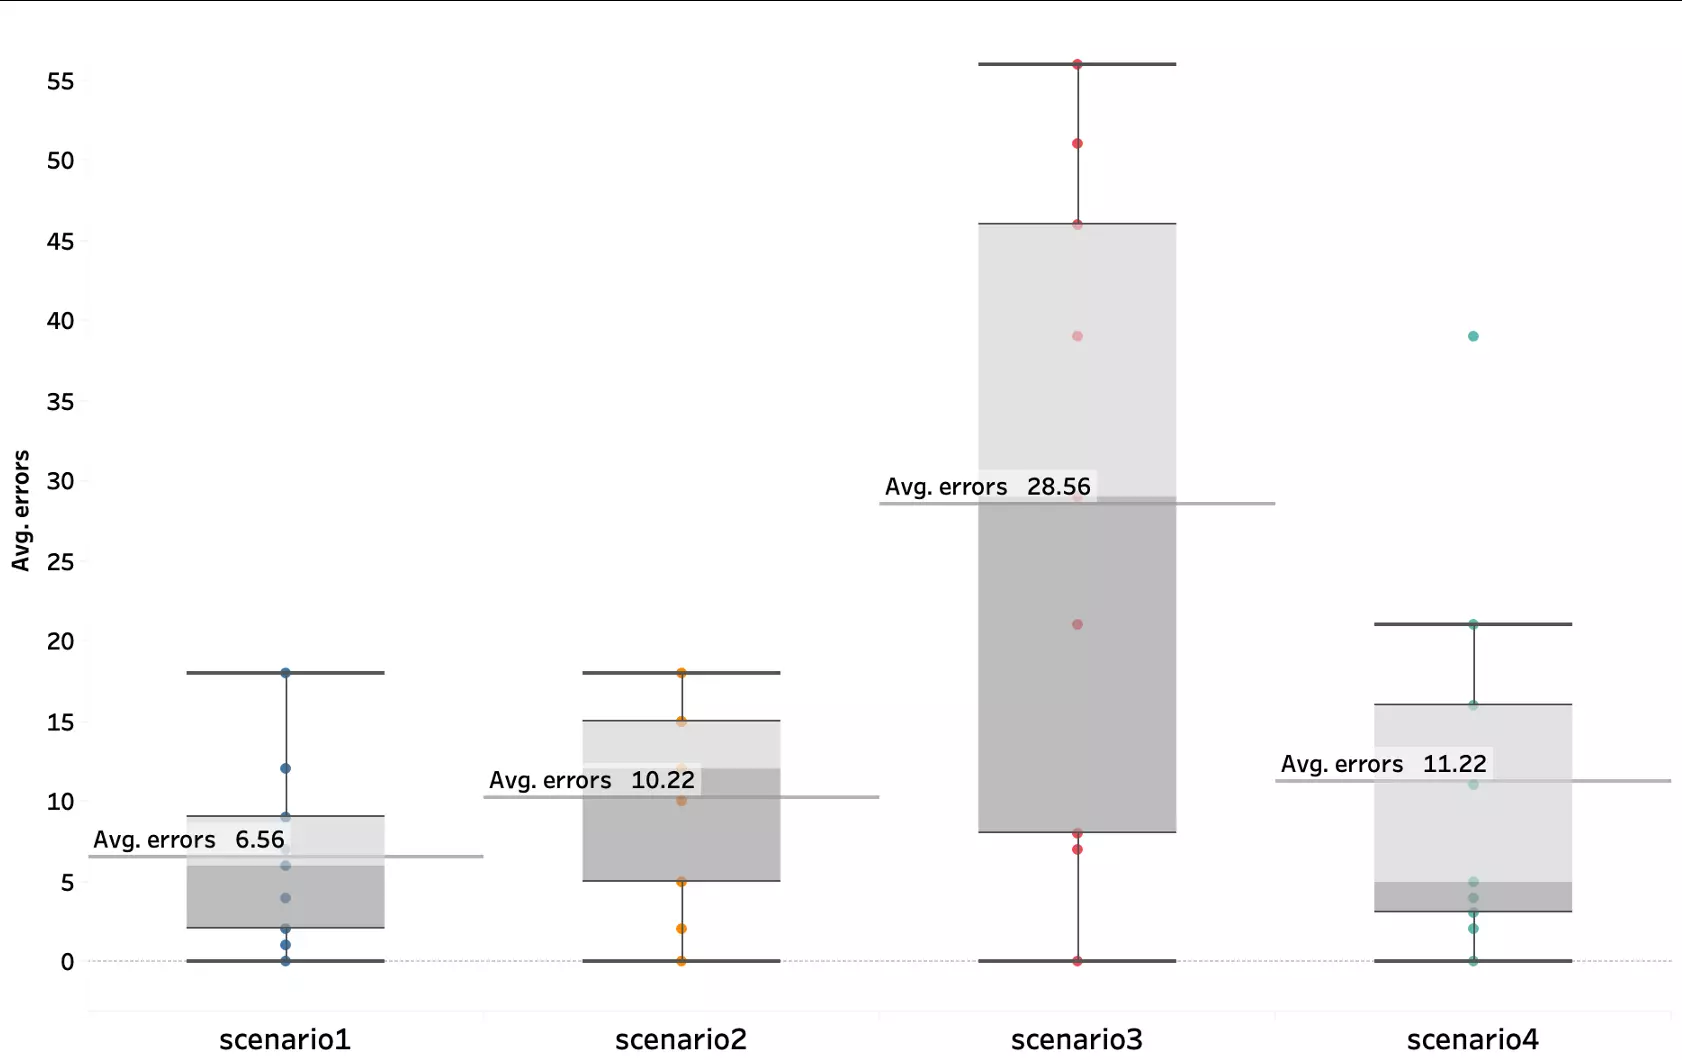 55
50
45
40
35
30
25
20
15
10
5
0
Avg. errors
Avg. errors 6.56
Avg. errors 10.22
Avg. errors 28.56
Avg. errors 11.22
scenario1
scenario2
scenario3
scenario4